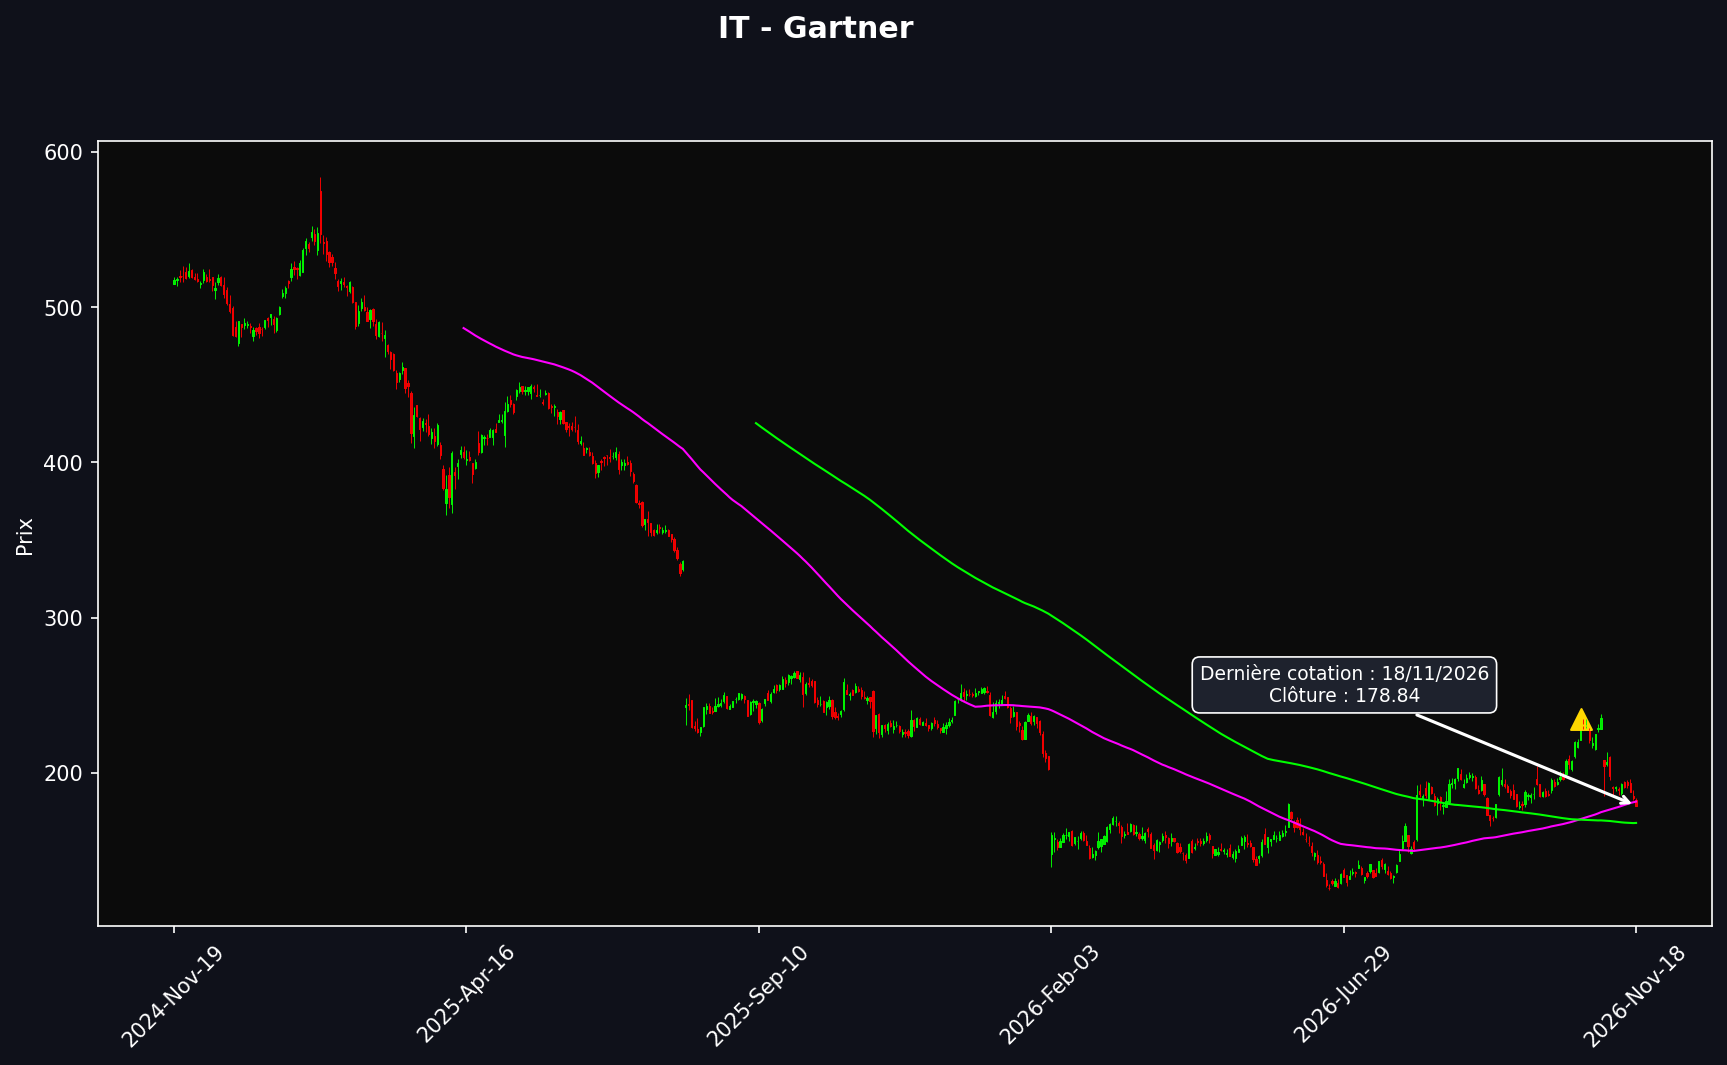 IT - Gartner
600
500
400
300
200
Prix
Dernière cotation : 18/11/2026
Clôture : 178.84
2024-Nov-19
2025-Apr-16
2025-Sep-10
2026-Feb-03
2026-Jun-29
2026-Nov-18